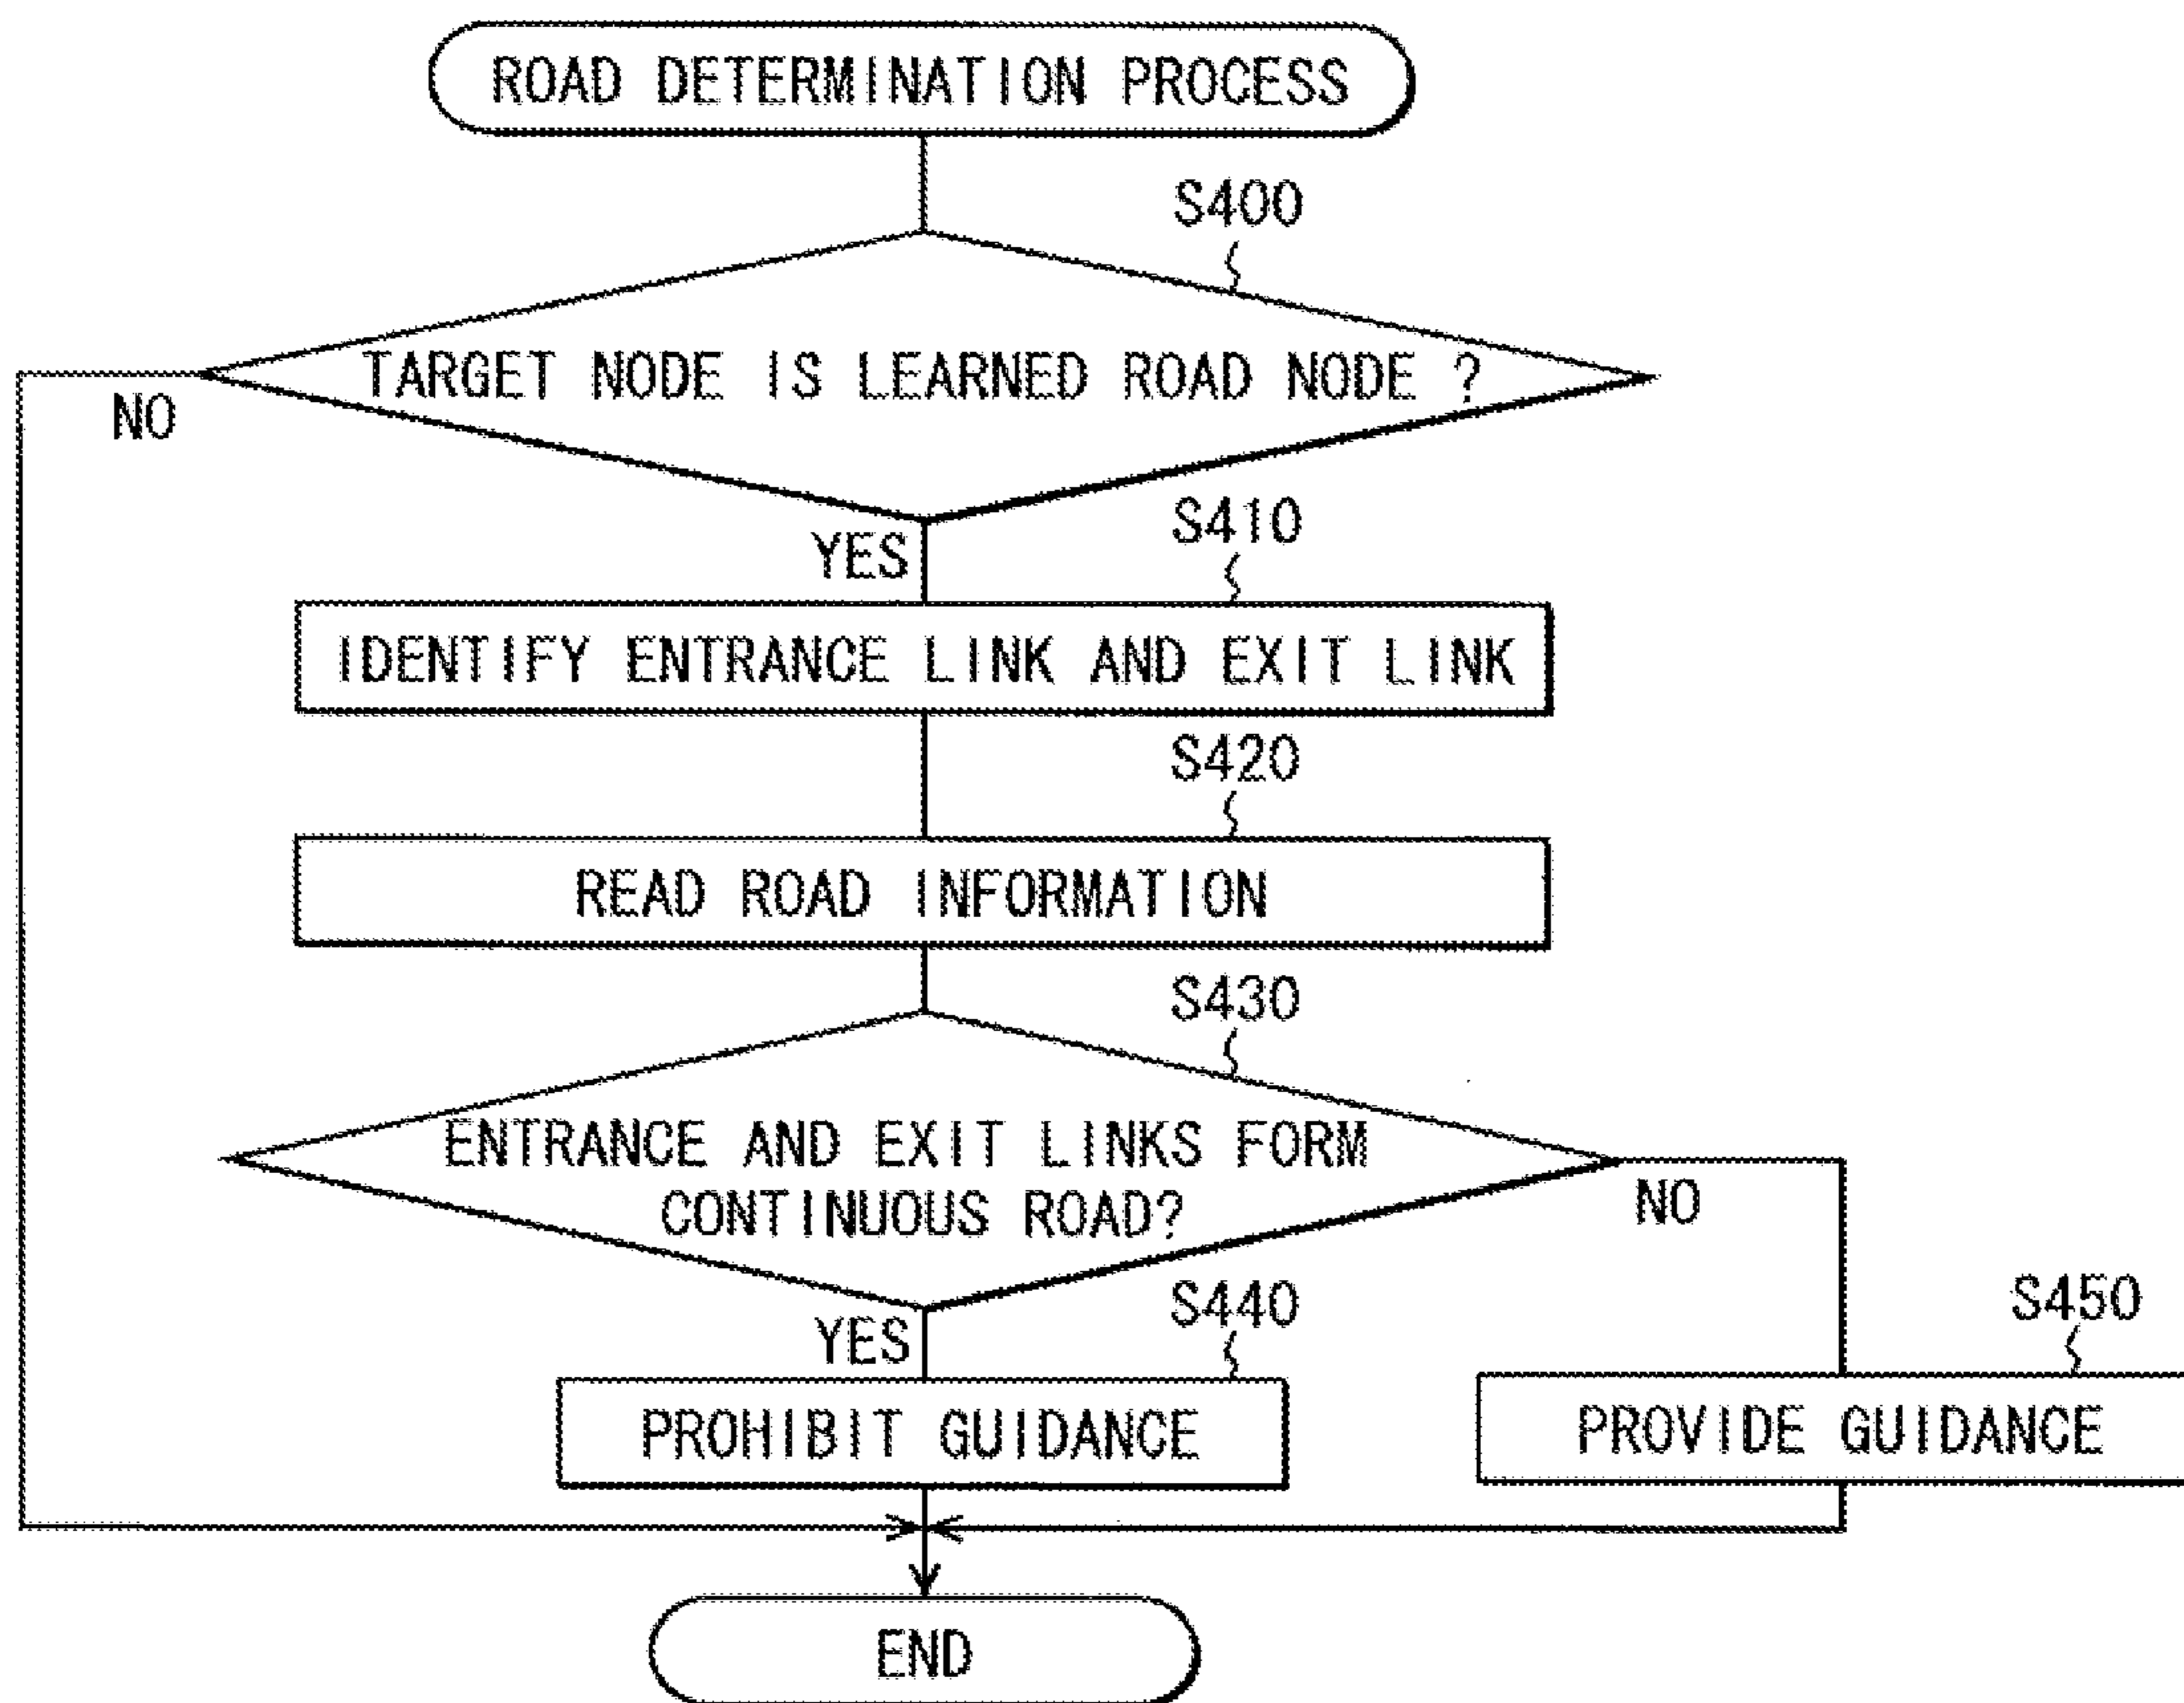 ROAD DETERMINATION PROCESS
S400
TARGET NODE IS LEARNED ROAD NODE ?
NO
YES
S410
IDENTIFY ENTRANCE LINK AND EXIT LINK
S420
READ ROAD INFORMATION
S430
ENTRANCE AND EXIT LINKS FORM
CONTINUOUS ROAD?
NO
YES
S440
S450
PROHIBIT GUIDANCE
PROVIDE GUIDANCE
END